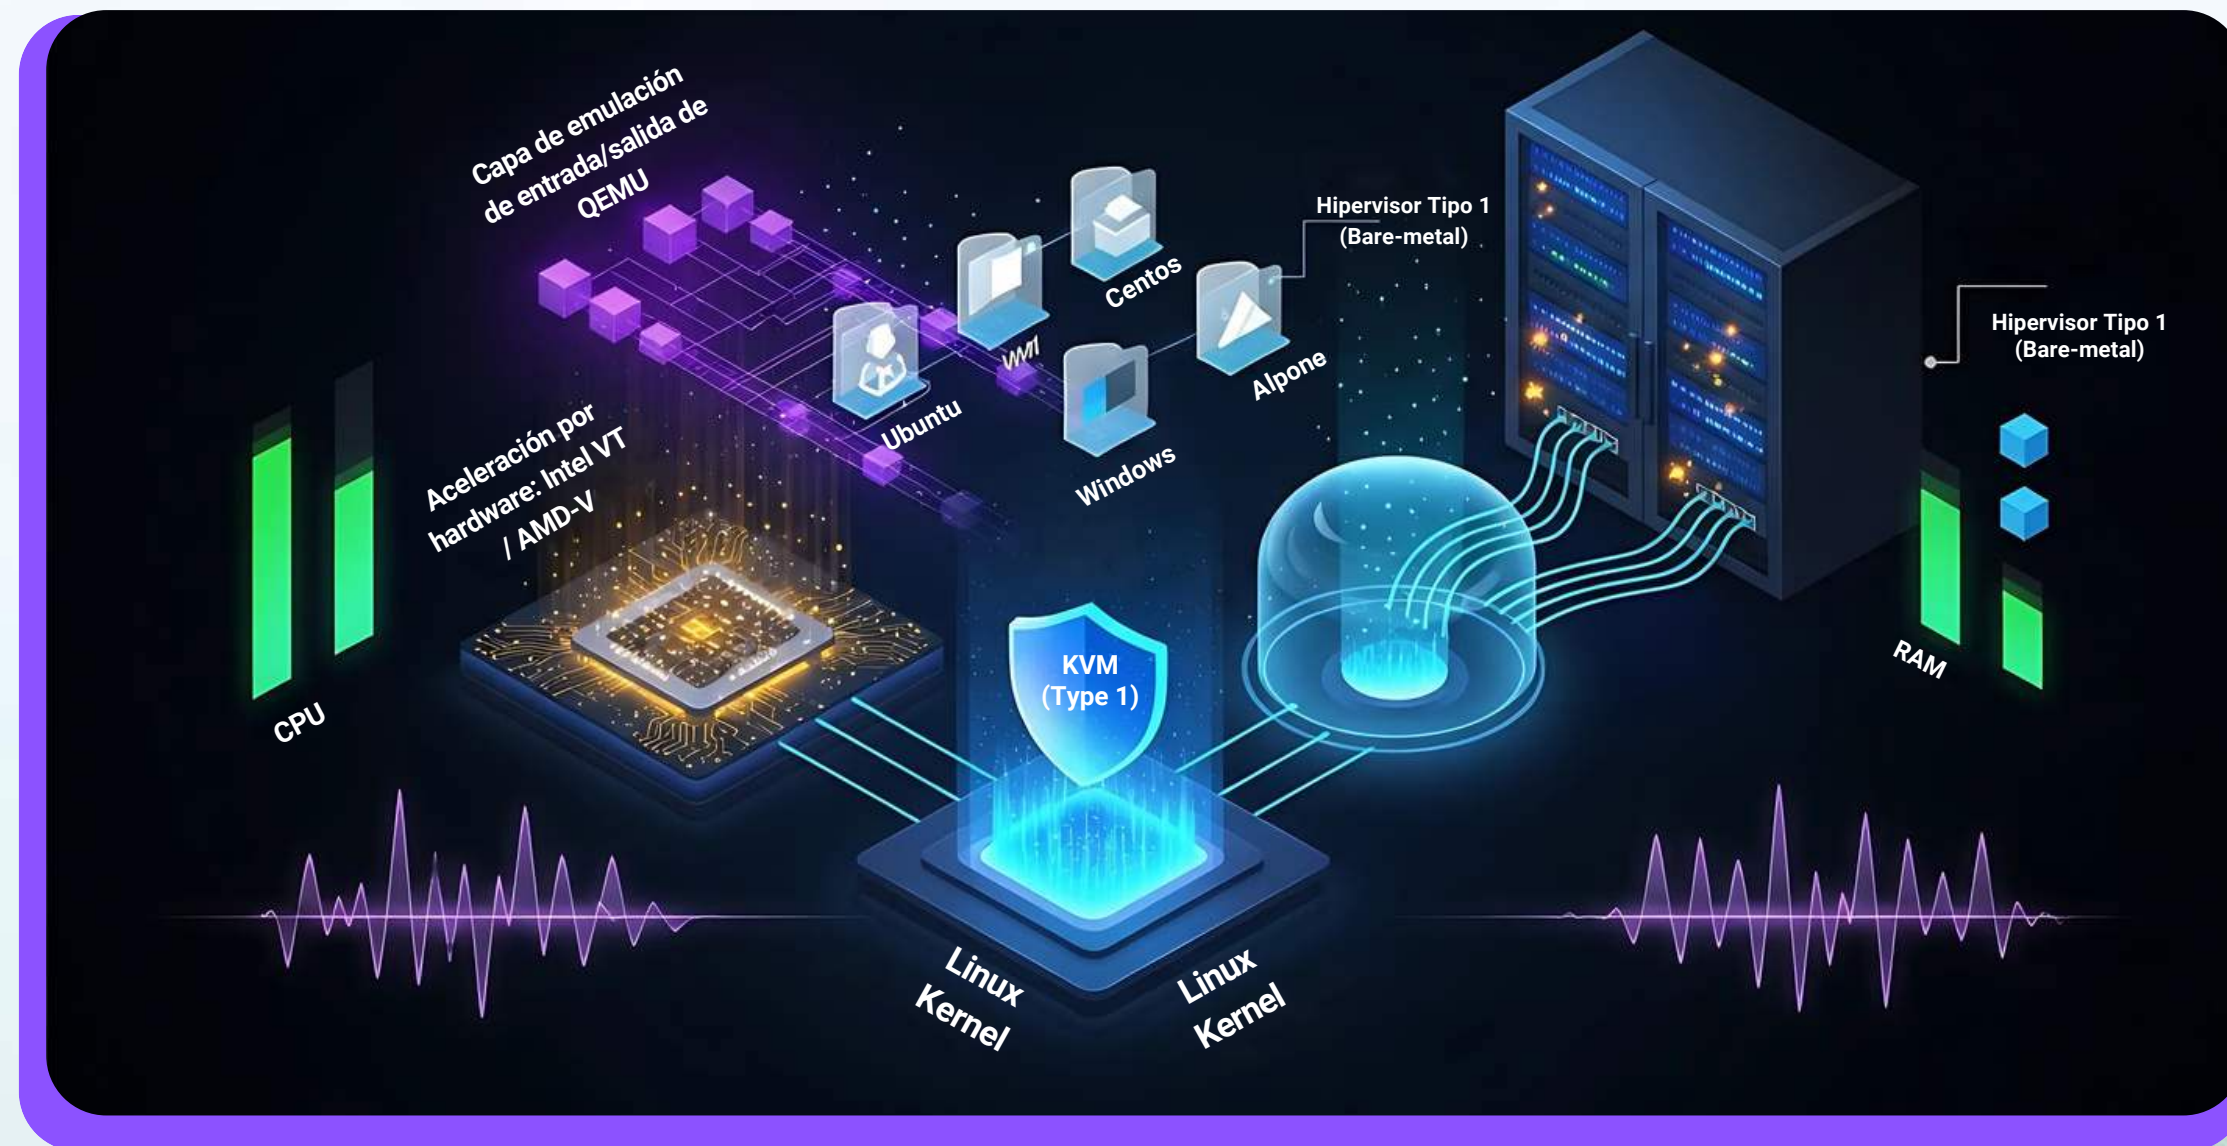 Capa de emulación
de entrada/salida de
QEMU
Centos
Hipervisor Tipo 1
(Bare-metal)
Alpone
Ubuntu
Windows
Hipervisor Tipo 1
(Bare-metal)
Aceleración por
hardware: Intel VT
/ AMD-V
CPU
KVM
(Type 1)
RAM
Linux
Kernel
Linux
Kernel